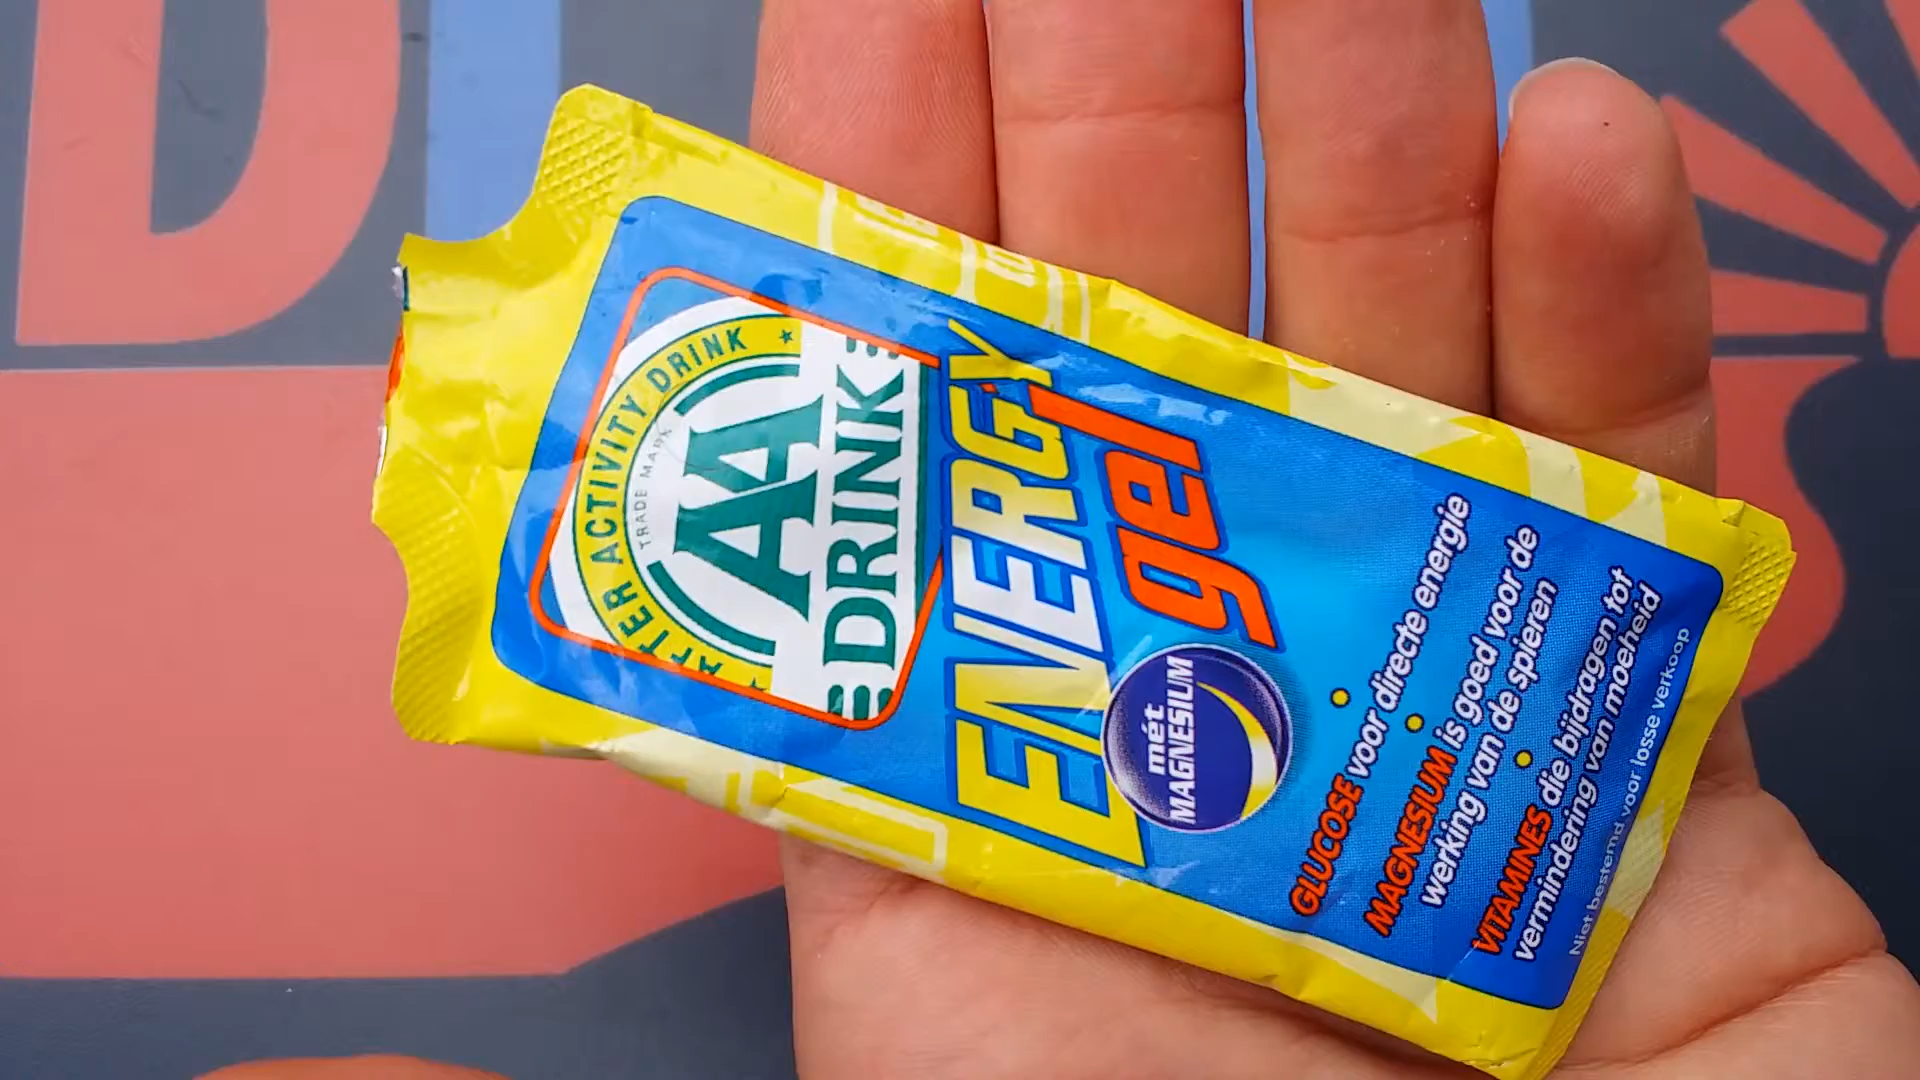 ★ AFTER ACTIVITY DRINK ★
TRADE MARK
AA
DRINK
ENERGY
gel
mét
MAGNESIUM
• GLUCOSE voor directe energie
• MAGNESIUM is goed voor de
werking van de spieren
• VITAMINES die bijdragen tot
vermindering van moeheid
Niet bestemd voor losse verkoop
D